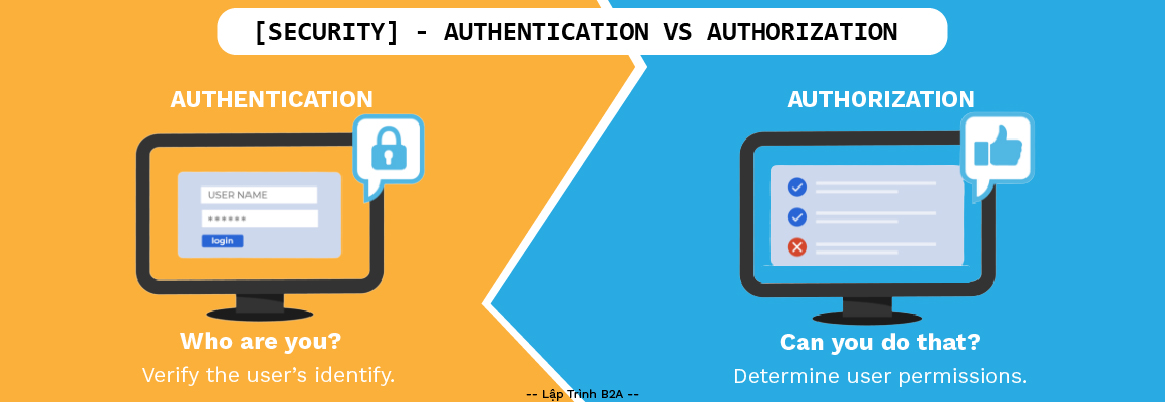 [SECURITY] - AUTHENTICATION VS AUTHORIZATION
AUTHENTICATION
USER NAME
******
login
Who are you?
Verify the user's identify.
AUTHORIZATION
Can you do that?
Determine user permissions.
-- Lập Trình B2A --